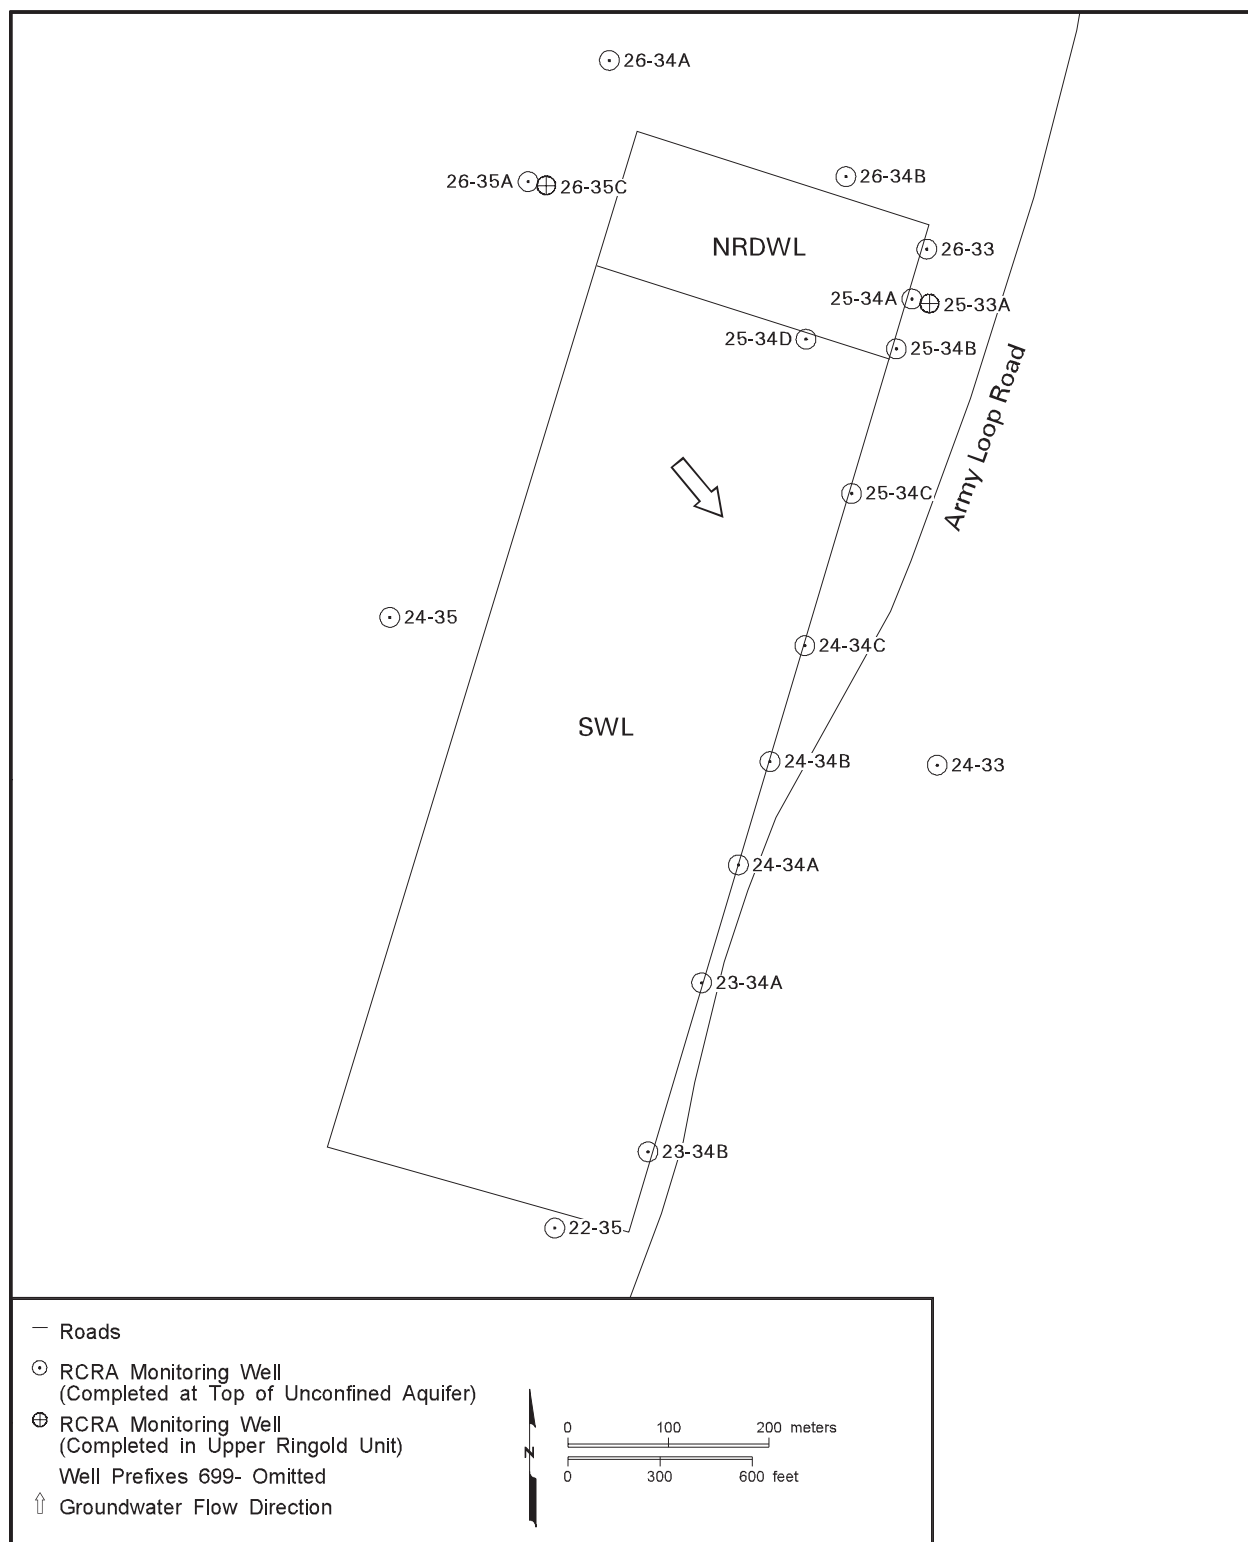 26-34A
26-35A
26-35C
26-34B
NRDWL
26-33
25-34A
25-33A
25-34D
25-34B
Army Loop Road
25-34C
24-35
24-34C
SWL
24-34B
24-33
24-34A
23-34A
23-34B
22-35
Roads
RCRA Monitoring Well
(Completed at Top of Unconfined Aquifer)
RCRA Monitoring Well
(Completed in Upper Ringold Unit)
Well Prefixes 699- Omitted
Groundwater Flow Direction
N
0 100 200 meters
0 300 600 feet